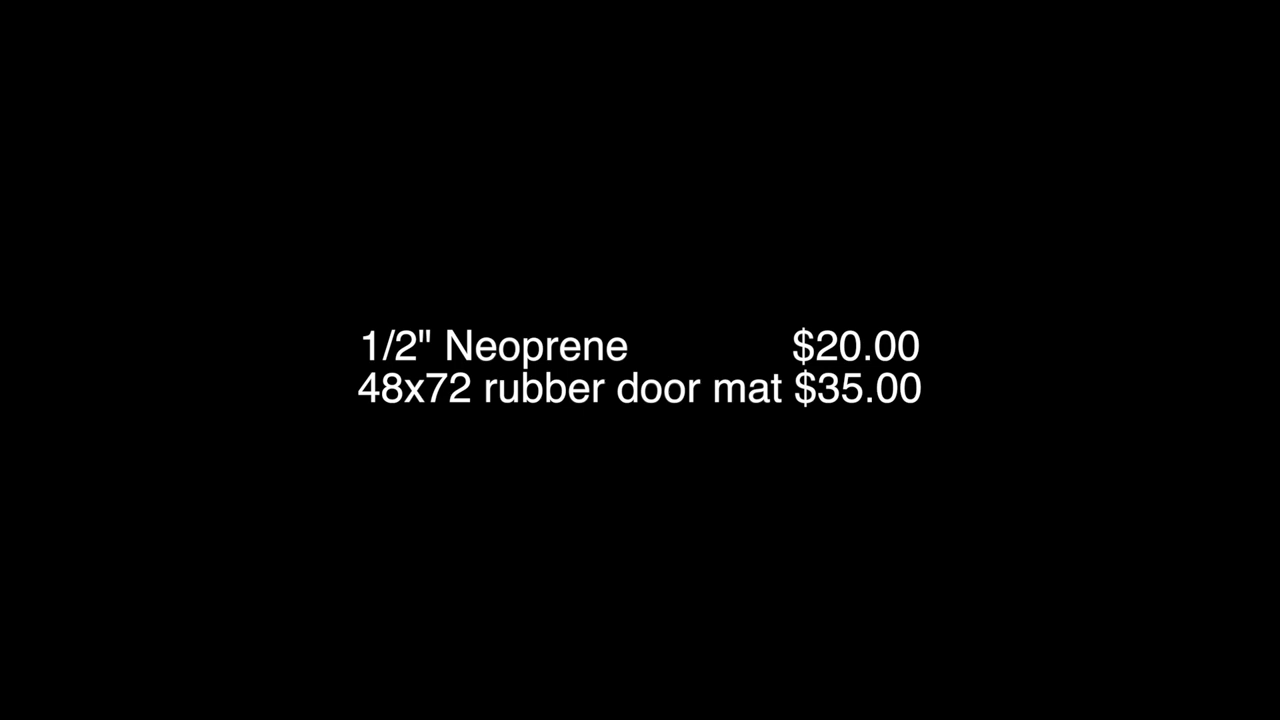 1/2" Neoprene $20.00
48x72 rubber door mat $35.00